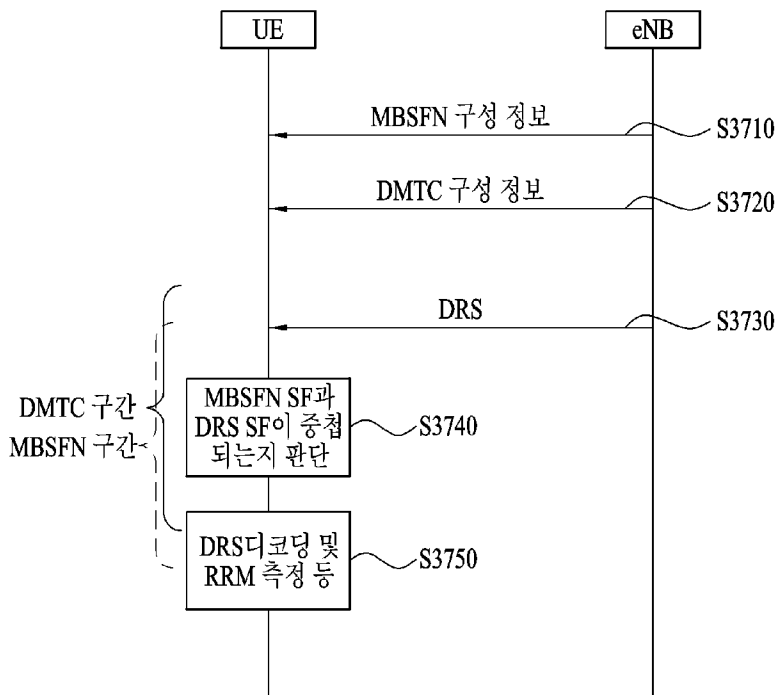 UE
eNB
MBSFN 구성 정보
S3710
DMTC 구성 정보
S3720
DRS
S3730
DMTC 구간
MBSFN 구간
MBSFN SF과
DRS SF이 중첩
되는지 판단
S3740
DRS디코딩 및
RRM 측정 등
S3750